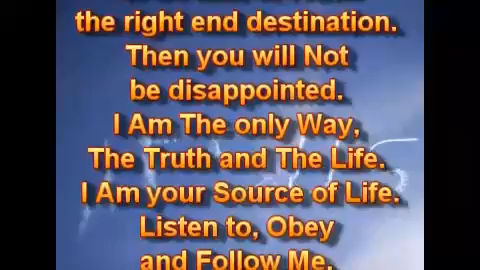 the right end destination.
Then you will Not
be disappointed.
I Am The only Way,
The Truth and The Life.
I Am your Source of Life.
Listen to, Obey
and Follow Me.